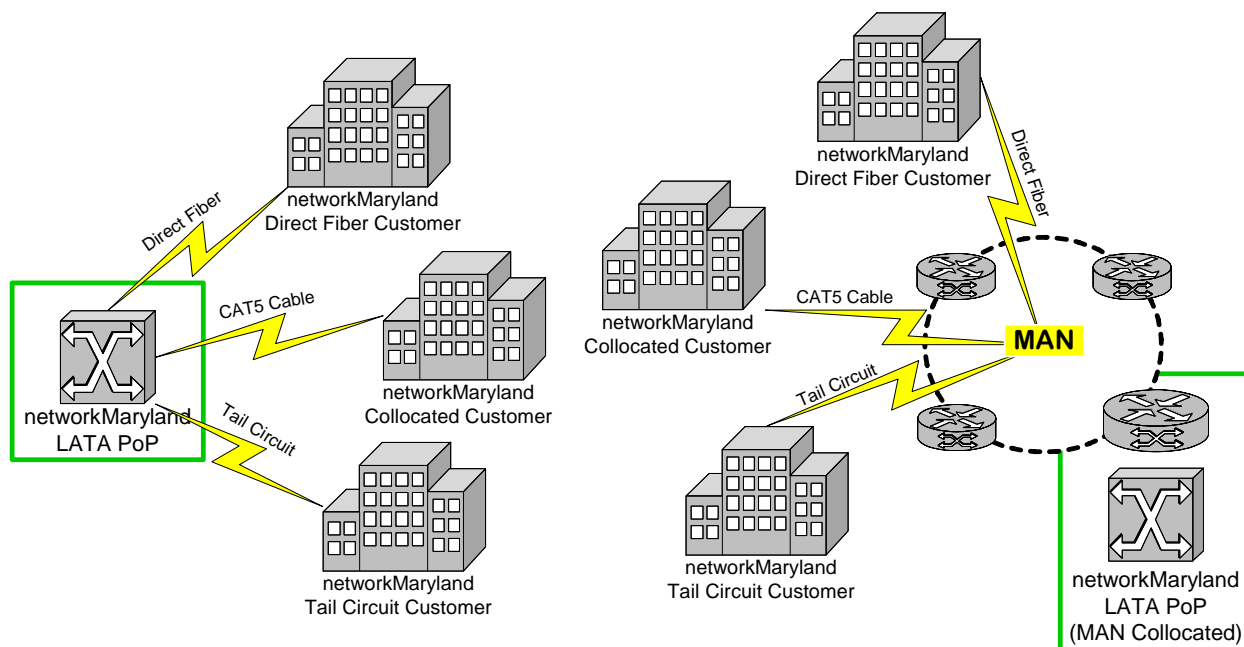 Direct Fiber
networkMaryland
Direct Fiber Customer
CAT5 Cable
networkMaryland
Collocated Customer
networkMaryland
LATA PoP
Tail Circuit
networkMaryland
Tail Circuit Customer
networkMaryland
Direct Fiber Customer
Direct Fiber
networkMaryland
Collocated Customer
CAT5 Cable
MAN
Tail Circuit
networkMaryland
Tail Circuit Customer
networkMaryland
LATA PoP
(MAN Collocated)